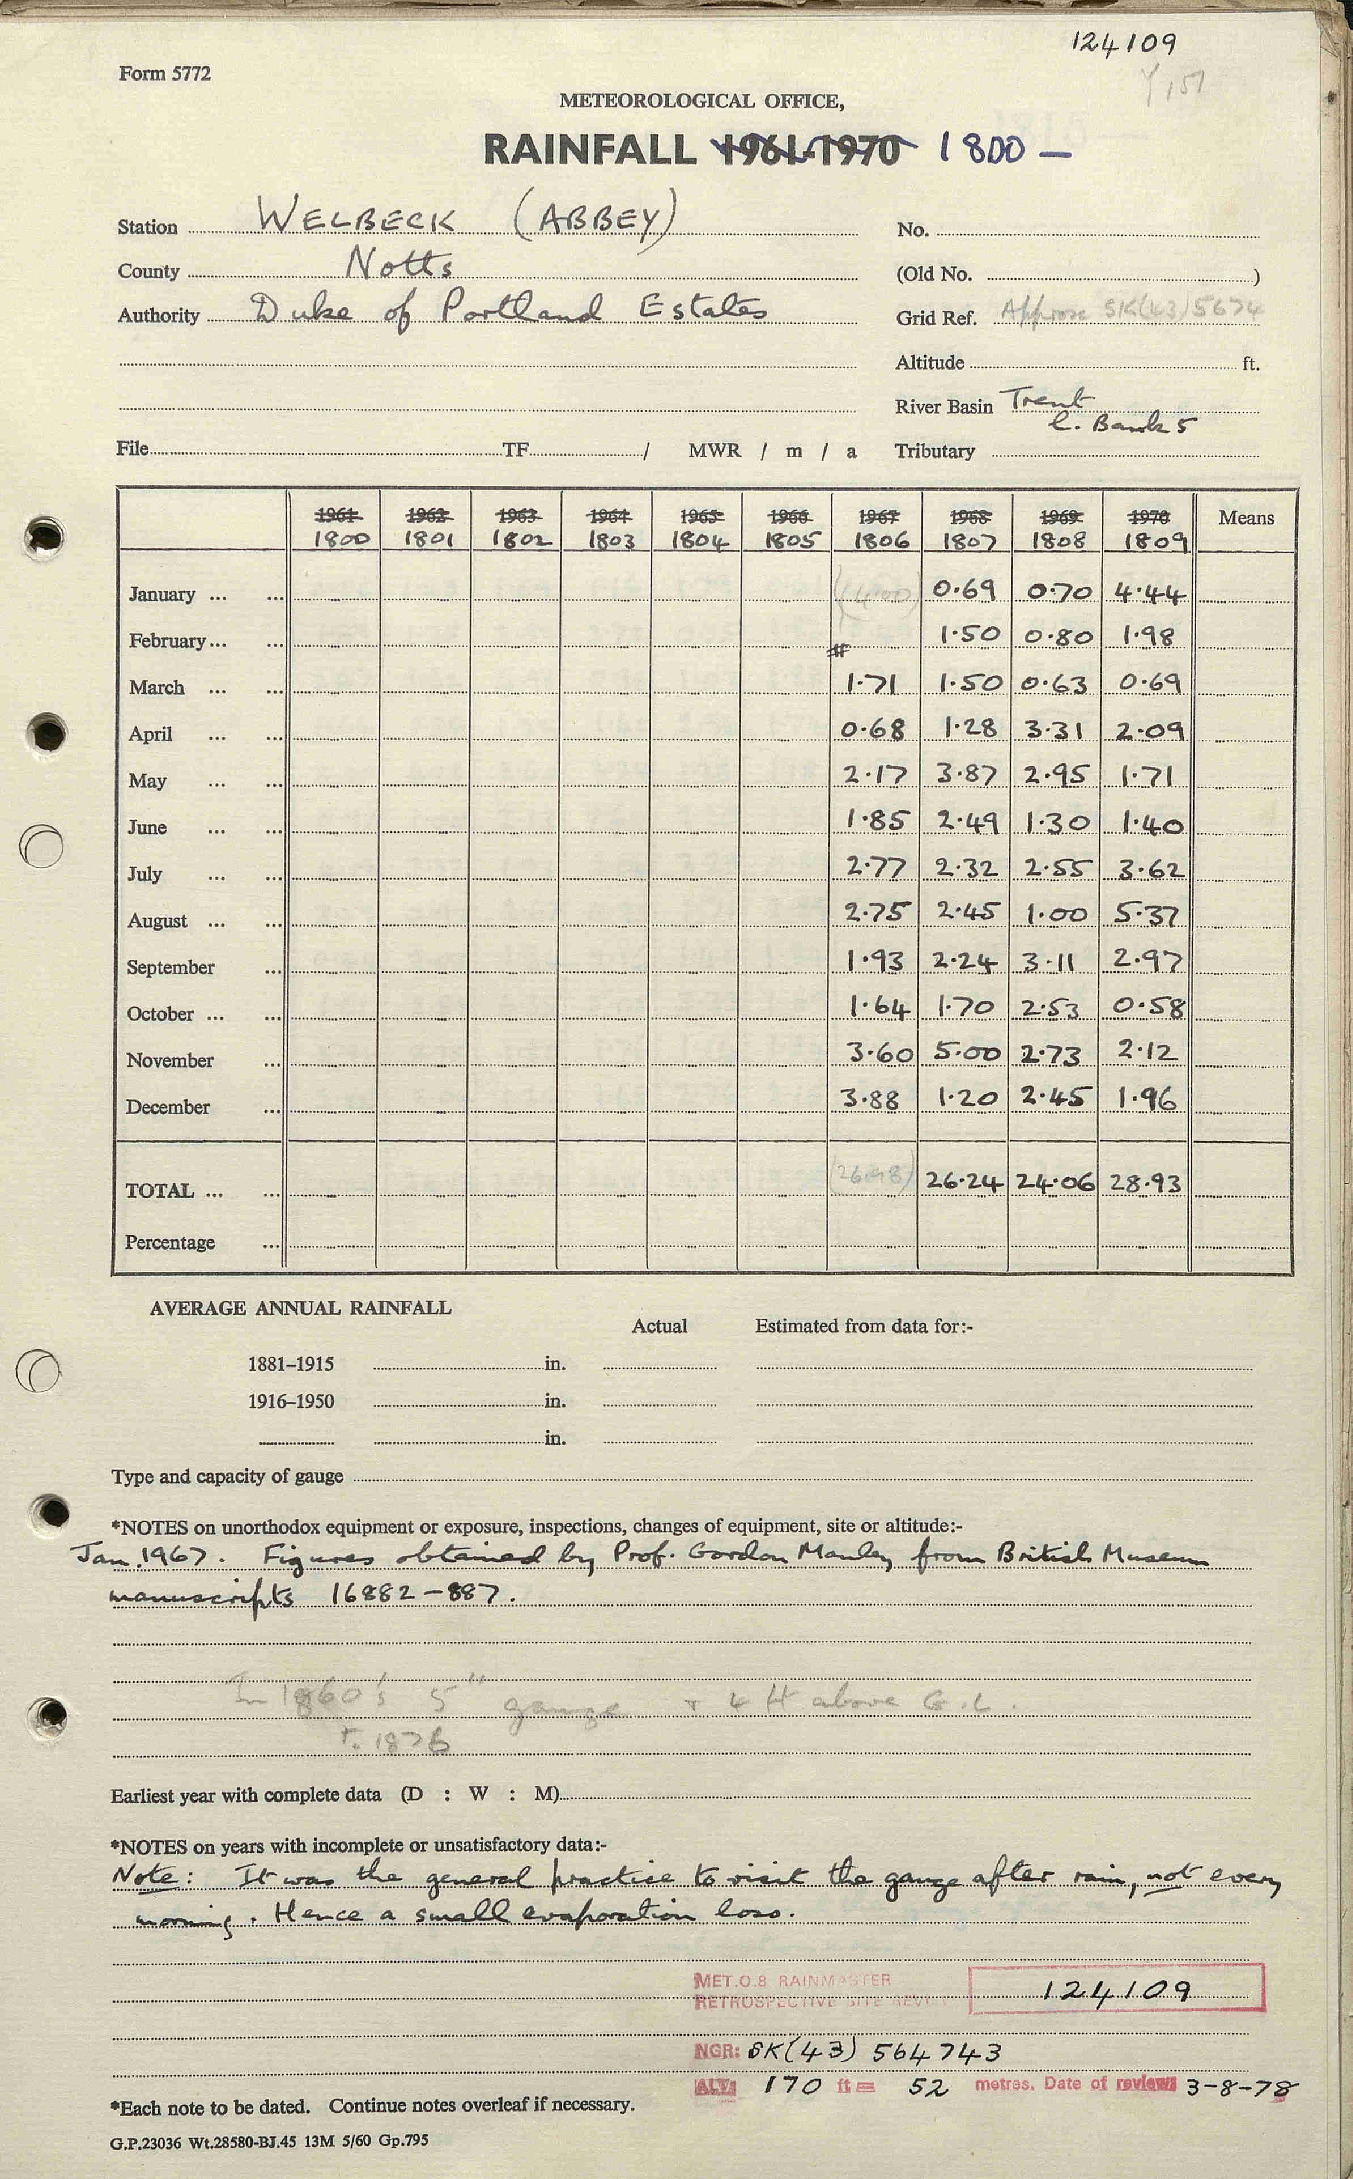 124109
Form 5772
Y 151
METEOROLOGICAL OFFICE,
RAINFALL 1961-1970 1800 —
Station WELBECK (ABBEY) No.
County Notts (Old No. )
Authority Duke of Portland Estates Grid Ref. Approx SK(43)5674
Altitude ft.
River Basin Trent
L. Bank 5
File TF / MWR / m / a Tributary
1961 1962 1963 1964 1965 1966 1967 1968 1969 1970 Means
1800 1801 1802 1803 1804 1805 1806 1807 1808 1809
January ... ... (4.00) 0.69 0.70 4.44
February ... ... 1.50 0.80 1.98
March ... ... 1.71 1.50 0.63 0.69
April ... ... 0.68 1.28 3.31 2.09
May ... ... 2.17 3.87 2.95 1.71
June ... ... 1.85 2.49 1.30 1.40
July ... ... 2.77 2.32 2.55 3.62
August ... ... 2.75 2.45 1.00 5.37
September ... 1.93 2.24 3.11 2.97
October ... ... 1.64 1.70 2.53 0.58
November ... 3.60 5.00 2.73 2.12
December ... 3.88 1.20 2.45 1.96
TOTAL ... ... (26.98) 26.24 24.06 28.93
Percentage ...
AVERAGE ANNUAL RAINFALL
Actual Estimated from data for:-
1881–1915 in.
1916–1950 in.
in.
Type and capacity of gauge
*NOTES on unorthodox equipment or exposure, inspections, changes of equipment, site or altitude:-
Jan. 1967. Figures obtained by Prof. Gordon Manley from British Museum
manuscripts 16882–887.
In 1860's 5" gauge + 4 ft above G.L.
1876
Earliest year with complete data (D : W : M)
*NOTES on years with incomplete or unsatisfactory data:-
Note: It was the general practice to visit the gauge after rain, not every
morning. Hence a small evaporation loss.
MET.O.8 RAINMASTER
RETROSPECTIVE SITE REVIEW 124109
NGR: SK(43) 564743
ALT: 170 ft = 52 metres. Date of review: 3-8-78
*Each note to be dated. Continue notes overleaf if necessary.
G.P.23036 Wt.28580-BJ.45 13M 5/60 Gp.795